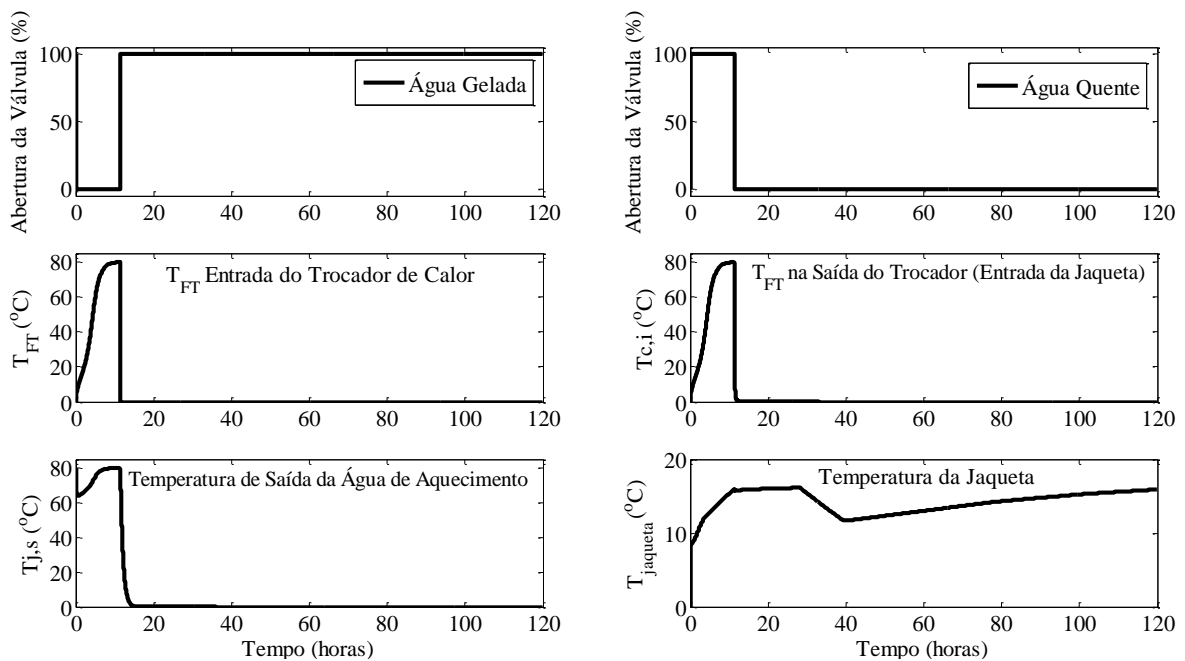 Abertura da Válvula (%)
100
50
0
Água Gelada
0 20 40 60 80 100 120
Abertura da Válvula (%)
100
50
0
Água Quente
0 20 40 60 80 100 120
T_FT (°C)
80
60
40
20
0
T_FT Entrada do Trocador de Calor
0 20 40 60 80 100 120
Tc,i (°C)
80
60
40
20
0
T_FT na Saída do Trocador (Entrada da Jaqueta)
0 20 40 60 80 100 120
Tj,s (°C)
80
60
40
20
0
Temperatura de Saída da Água de Aquecimento
0 20 40 60 80 100 120
Tempo (horas)
T_jaqueta (°C)
20
10
0
Temperatura da Jaqueta
0 20 40 60 80 100 120
Tempo (horas)